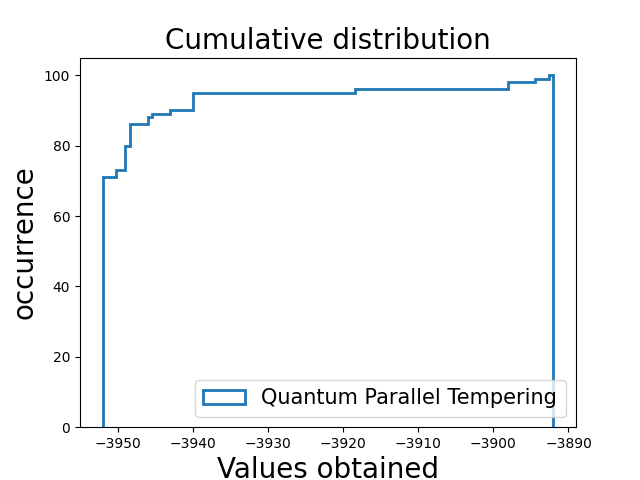 Cumulative distribution
100
80
60
40
20
0
occurrence
Quantum Parallel Tempering
−3950 −3940 −3930 −3920 −3910 −3900 −3890
Values obtained